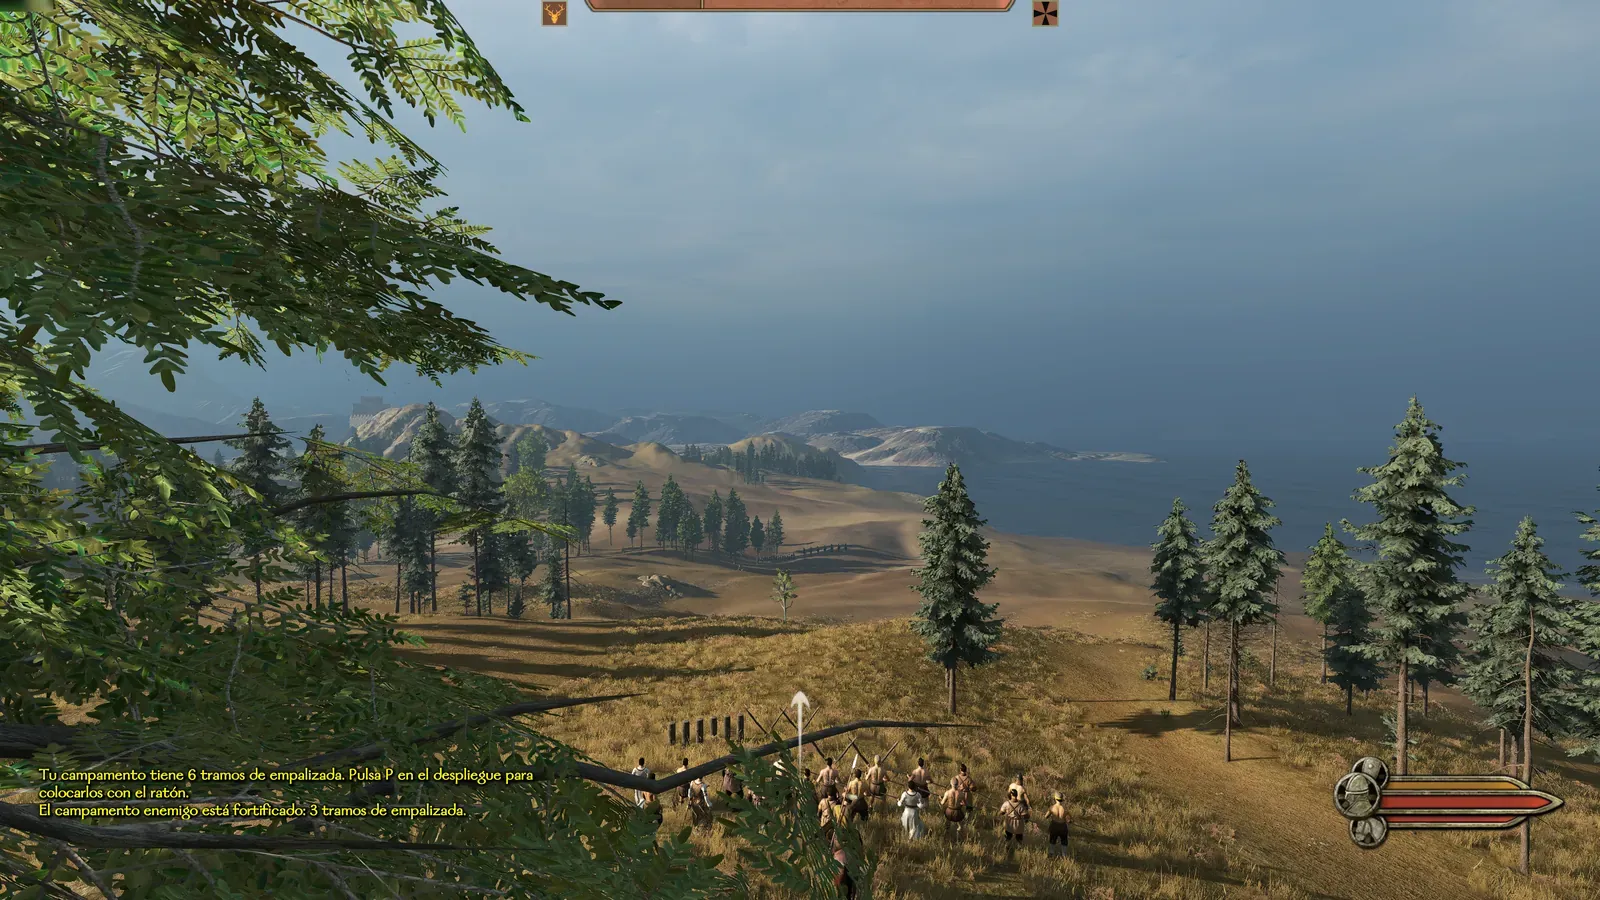 Tu campamento tiene 6 tramos de empalizada. Pulsa P en el despliegue para
colocarlos con el ratón.
El campamento enemigo está fortificado: 3 tramos de empalizada.